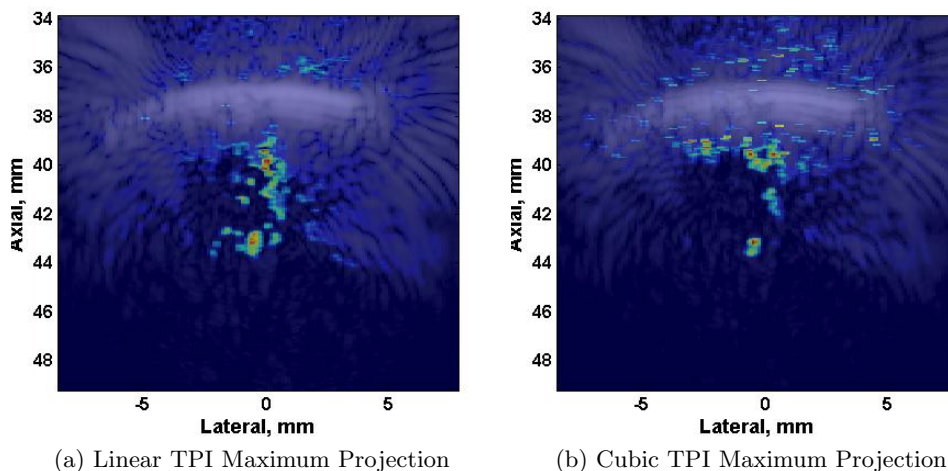 34
36
38
40
42
44
46
48
Axial, mm
-5 0 5
Lateral, mm
(a) Linear TPI Maximum Projection
34
36
38
40
42
44
46
48
Axial, mm
-5 0 5
Lateral, mm
(b) Cubic TPI Maximum Projection